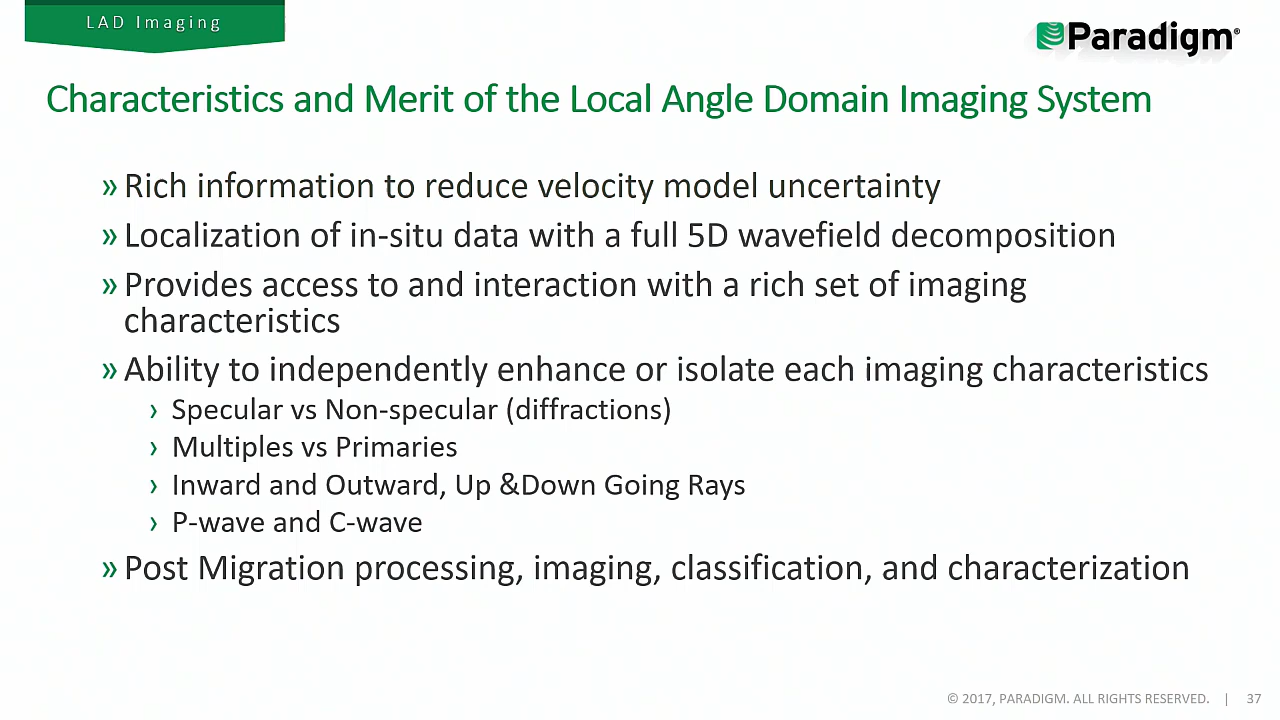 LAD Imaging
Paradigm®
Characteristics and Merit of the Local Angle Domain Imaging System
» Rich information to reduce velocity model uncertainty
» Localization of in-situ data with a full 5D wavefield decomposition
» Provides access to and interaction with a rich set of imaging
characteristics
» Ability to independently enhance or isolate each imaging characteristics
› Specular vs Non-specular (diffractions)
› Multiples vs Primaries
› Inward and Outward, Up &Down Going Rays
› P-wave and C-wave
» Post Migration processing, imaging, classification, and characterization
© 2017, PARADIGM. ALL RIGHTS RESERVED. | 37